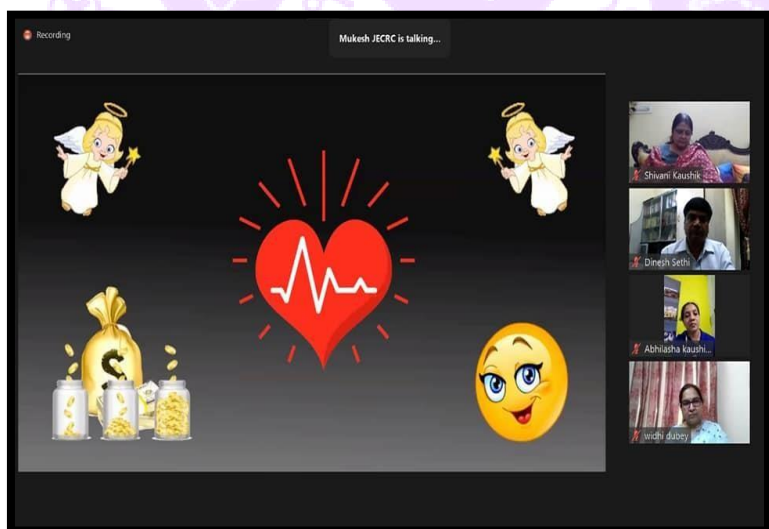 Recording
Mukesh JECRC is talking...
$
Shivani Kaushik
Dinesh Sethi
Abhilasha kaushi...
widhi dubey